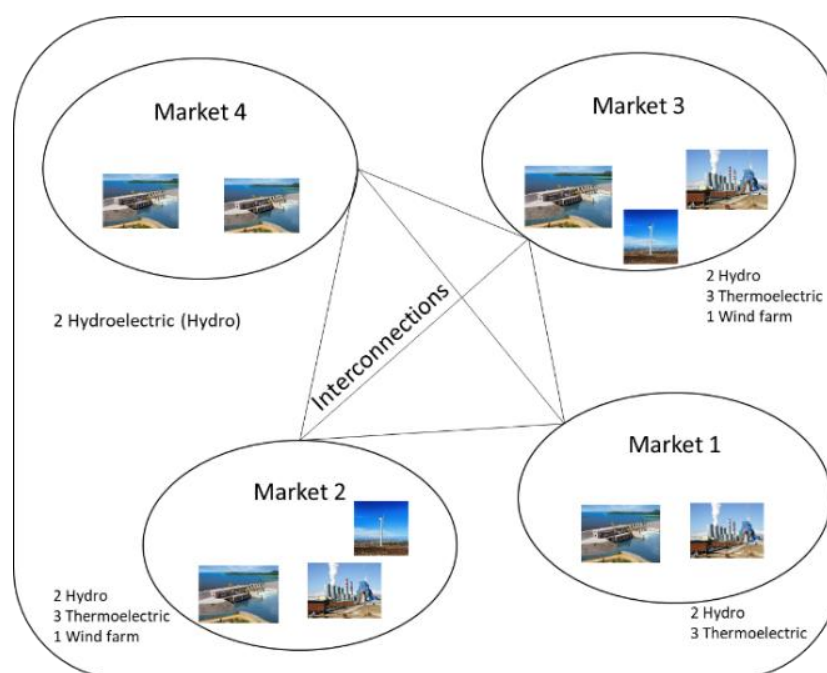 Market 4
Market 3
2 Hydro
3 Thermoelectric
1 Wind farm
2 Hydroelectric (Hydro)
Interconnections
Market 1
Market 2
2 Hydro
3 Thermoelectric
1 Wind farm
2 Hydro
3 Thermoelectric